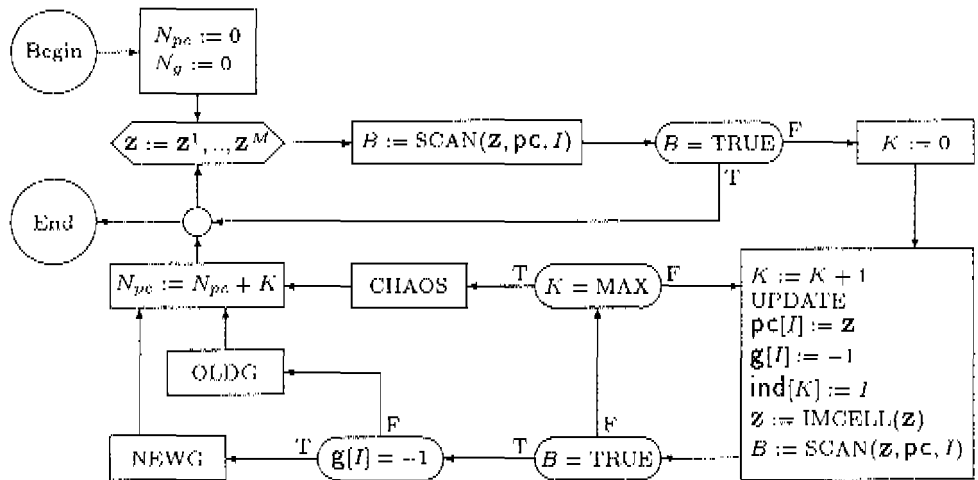 Begin
N_pc := 0
N_g := 0
z := z^1, .., z^M
B := SCAN(z, pc, I)
B = TRUE
F
T
K := 0
End
N_pc := N_pc + K
CHAOS
T
K = MAX
F
K := K + 1
UPDATE
pc[I] := z
g[I] := −1
ind[K] := I
z := IMCELL(z)
B := SCAN(z, pc, I)
OLDG
F
F
NEWG
T
g[I] = −1
T
B = TRUE